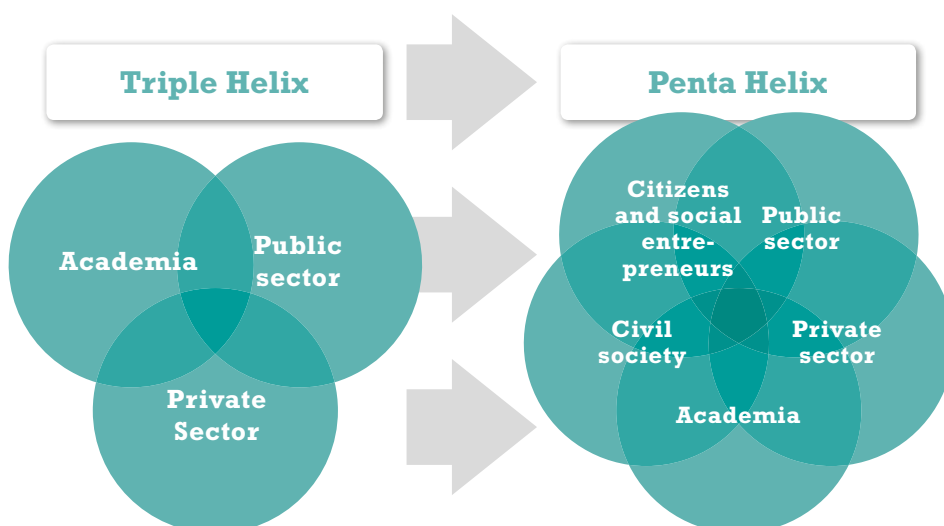 Triple Helix
Penta Helix
Academia
Public
sector
Private
Sector
Citizens
and social
entre-
preneurs
Public
sector
Civil
society
Private
sector
Academia